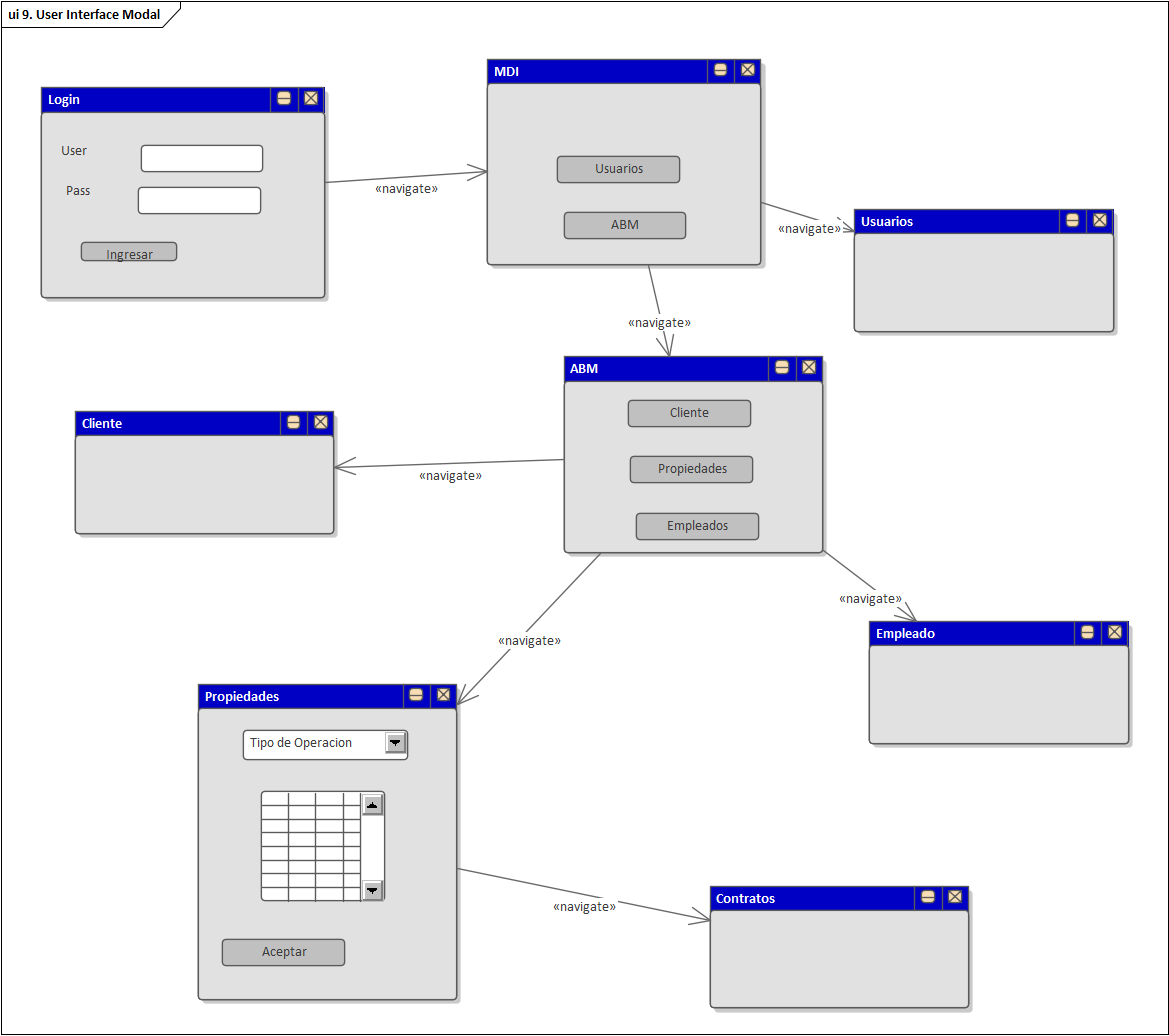 ui 9. User Interface Modal
Login
User
Pass
Ingresar
«navigate»
MDI
Usuarios
ABM
«navigate»
Usuarios
«navigate»
ABM
Cliente
Propiedades
Empleados
«navigate»
Cliente
«navigate»
Empleado
«navigate»
Propiedades
Tipo de Operacion
Aceptar
«navigate»
Contratos